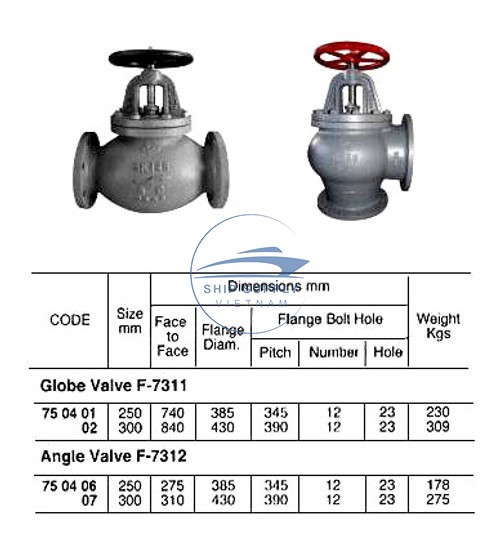 SHIP SUPPLY
VIETNAM
Dimensions mm
CODE
Size
mm
Face
to
Face
Flange
Diam.
Flange Bolt Hole
Pitch Number Hole
Weight
Kgs
Globe Valve F-7311
75 04 01 250 740 385 345 12 23 230
02 300 840 430 390 12 23 309
Angle Valve F-7312
75 04 06 250 275 385 345 12 23 178
07 300 310 430 390 12 23 275